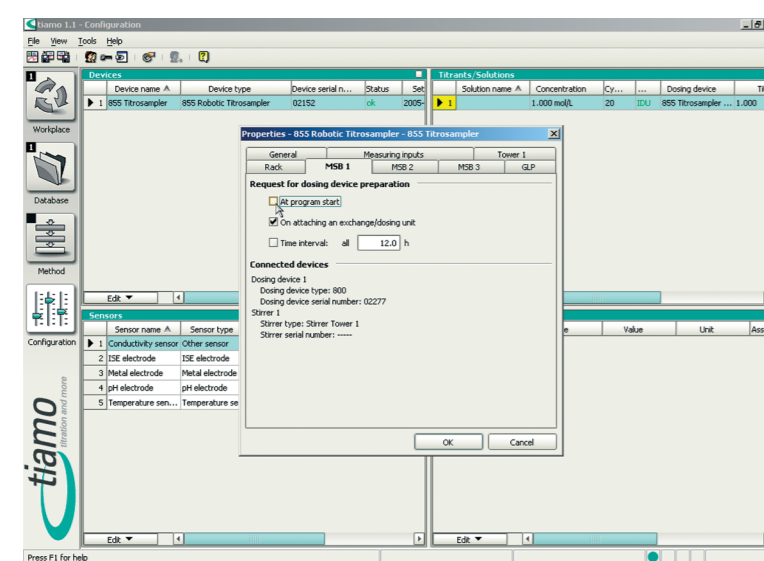 tiamo 1.1 - Configuration
File View Tools Help
Devices
Device name Device type Device serial n... Status Set
1 855 Titrosampler 855 Robotic Titrosampler 02152 ok 2005-
Titrants/Solutions
Solution name Concentration Cy... ... Dosing device Ti
1 1.000 mol/L 20 IDU 855 Titrosampler ... 1.000
Workplace
Database
Method
Configuration
more
tiamo
titration and more
Properties - 855 Robotic Titrosampler - 855 Titrosampler
General Measuring inputs Tower 1
Rack MSB 1 MSB 2 MSB 3 GLP
Request for dosing device preparation
At program start
On attaching an exchange/dosing unit
Time interval: all 12.0 h
Connected devices
Dosing device 1
Dosing device type: 800
Dosing device serial number: 02277
Stirrer 1
Stirrer type: Stirrer Tower 1
Stirrer serial number: -----
OK Cancel
Edit
Sensors
Sensor name Sensor type
1 Conductivity sensor Other sensor
2 ISE electrode ISE electrode
3 Metal electrode Metal electrode
4 pH electrode pH electrode
5 Temperature sen... Temperature se
e Value Unit Ass
Edit Edit
Press F1 for help